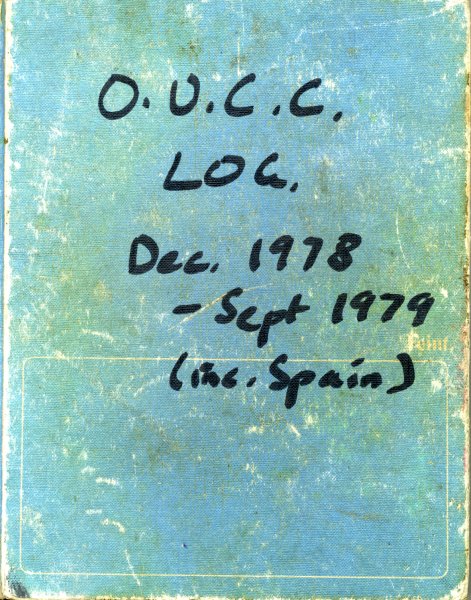 O.U.C.C.
LOG.
Dec. 1978
- Sept 1979
(inc. Spain)